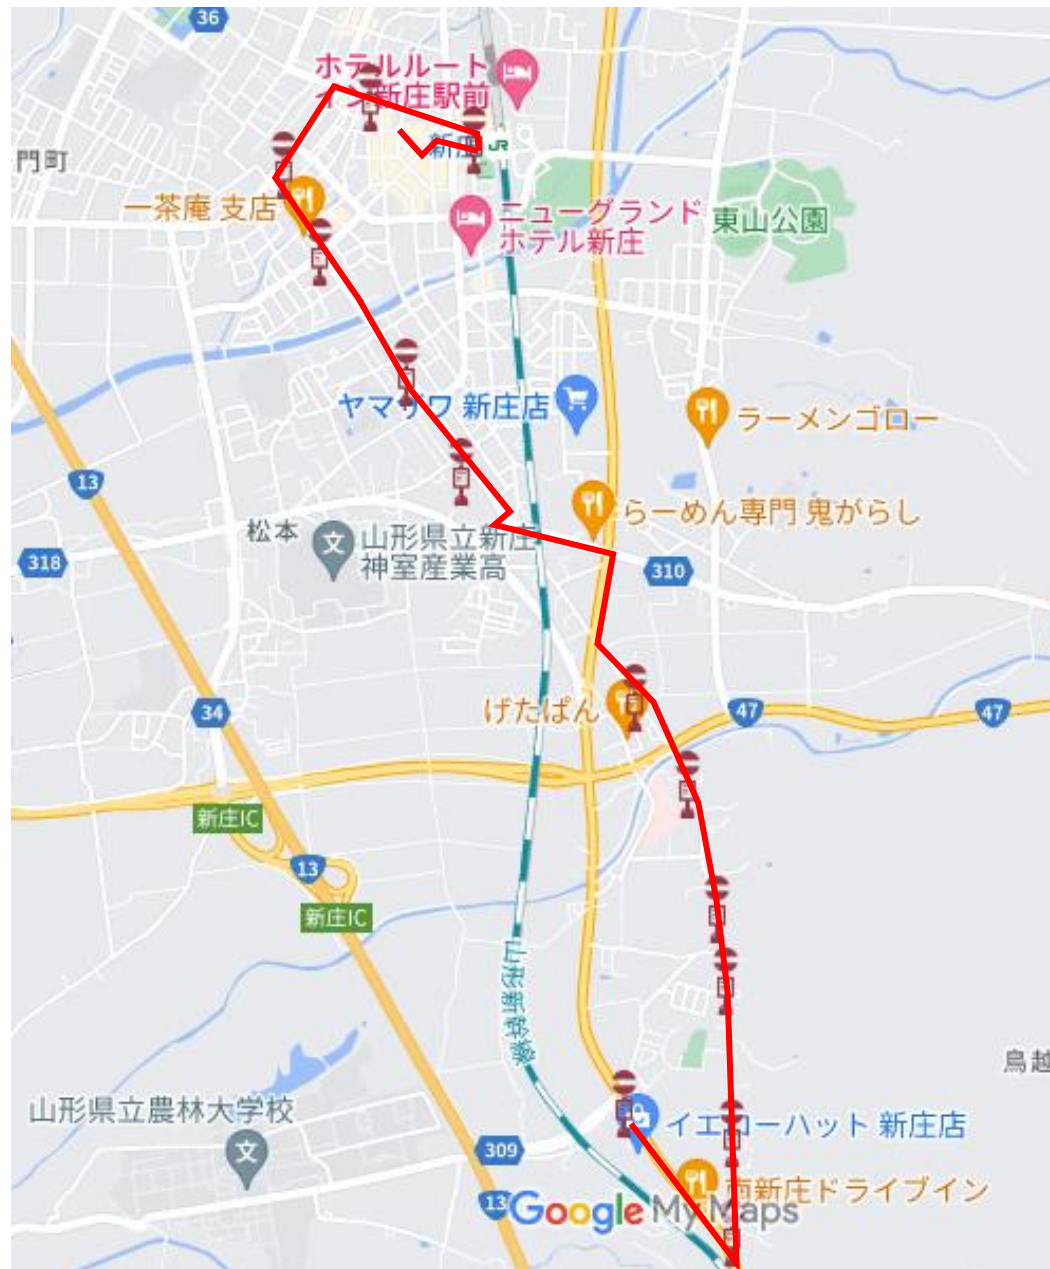 36
ホテルルート
イン新庄駅前
新庄
JR
門町
一茶庵 支店
ニューグランド
ホテル新庄
東山公園
ヤマザワ 新庄店
ラーメンゴロー
13
らーめん専門 鬼がらし
松本
山形県立新庄
神室産業高
318
310
げたぱん
34
47
47
新庄IC
13
新庄IC
山形新幹線
鳥越
山形県立農林大学校
イエローハット 新庄店
309
南新庄ドライブイン
13
Google My Maps